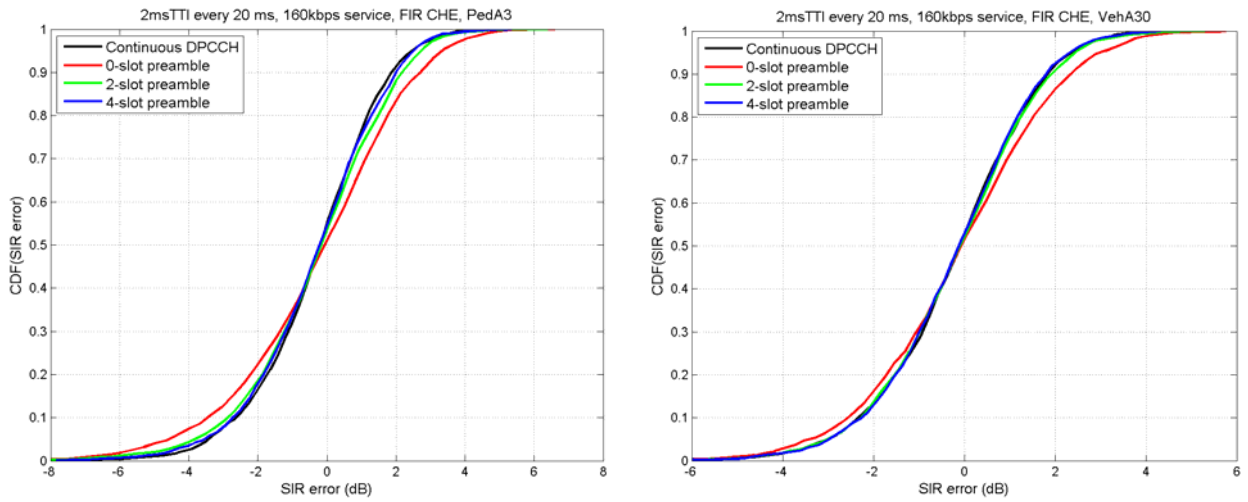 2msTTI every 20 ms, 160kbps service, FIR CHE, PedA3
Continuous DPCCH
0-slot preamble
2-slot preamble
4-slot preamble
CDF(SIR error)
1
0.9
0.8
0.7
0.6
0.5
0.4
0.3
0.2
0.1
0
-8
-6
-4
-2
0
2
4
6
8
SIR error (dB)
2msTTI every 20 ms, 160kbps service, FIR CHE, VehA30
Continuous DPCCH
0-slot preamble
2-slot preamble
4-slot preamble
CDF(SIR error)
1
0.9
0.8
0.7
0.6
0.5
0.4
0.3
0.2
0.1
0
-6
-4
-2
0
2
4
6
SIR error (dB)